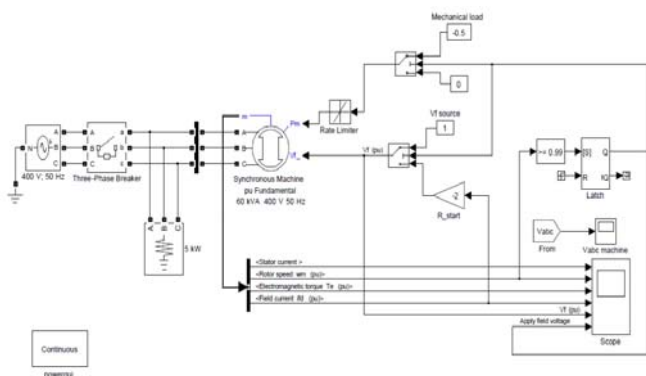 Mechanical load
-0.5
0
Rate Limiter
Vf source
1
Vf (pu)
-2
R_start
>= 0.99
[S]
R
Q
!Q
Latch
Vabc
From
Vabc machine
N
A
B
C
400 V; 50 Hz
A
B
C
a
b
c
Three-Phase Breaker
A
B
C
5 kW
m
A
B
C
Pm
Vf_
Synchronous Machine
pu Fundamental
60 kVA 400 V 50 Hz
<Stator current >
<Rotor speed wm (pu)>
<Electromagnetic torque Te (pu)>
<Field current ifd (pu)>
Vf (pu)
Apply field voltage
Scope
Continuous
powergui